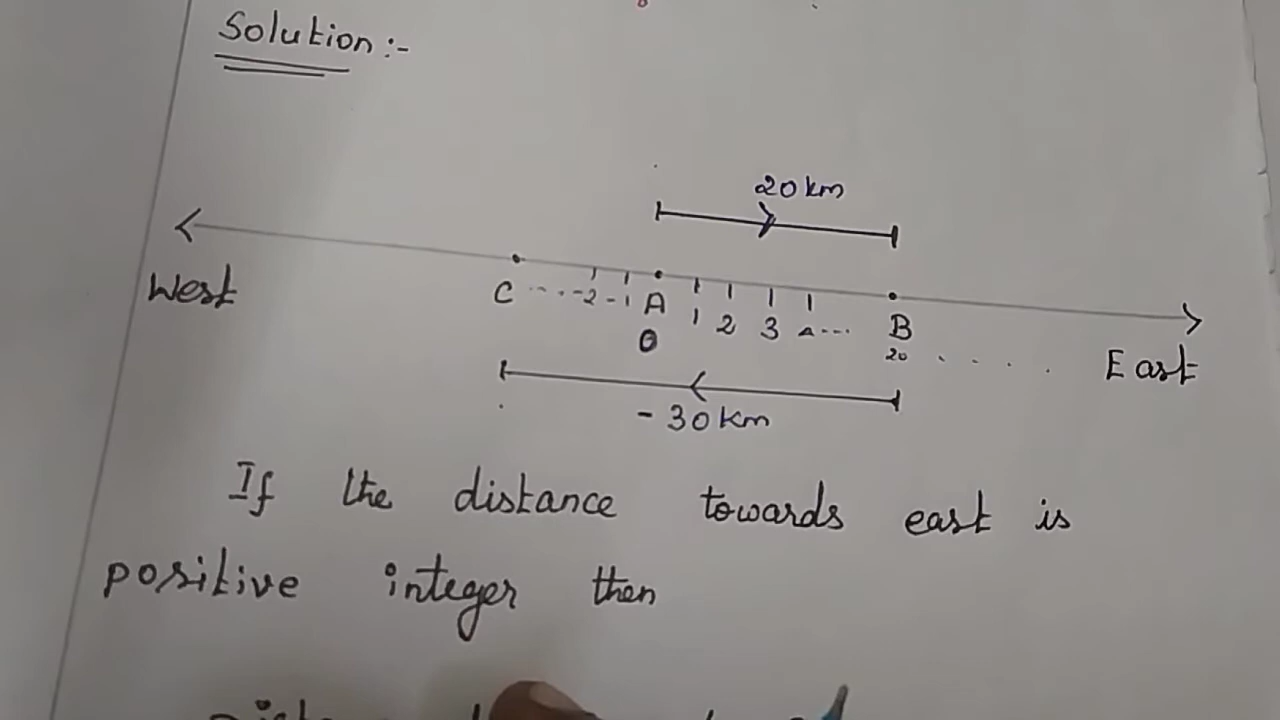 Solution :-
20 km
West
C ...... -2 -1 A 1 2 3 4 ... B
0
20 . . . .
East
- 30 km
If the distance towards east is
positive integer then